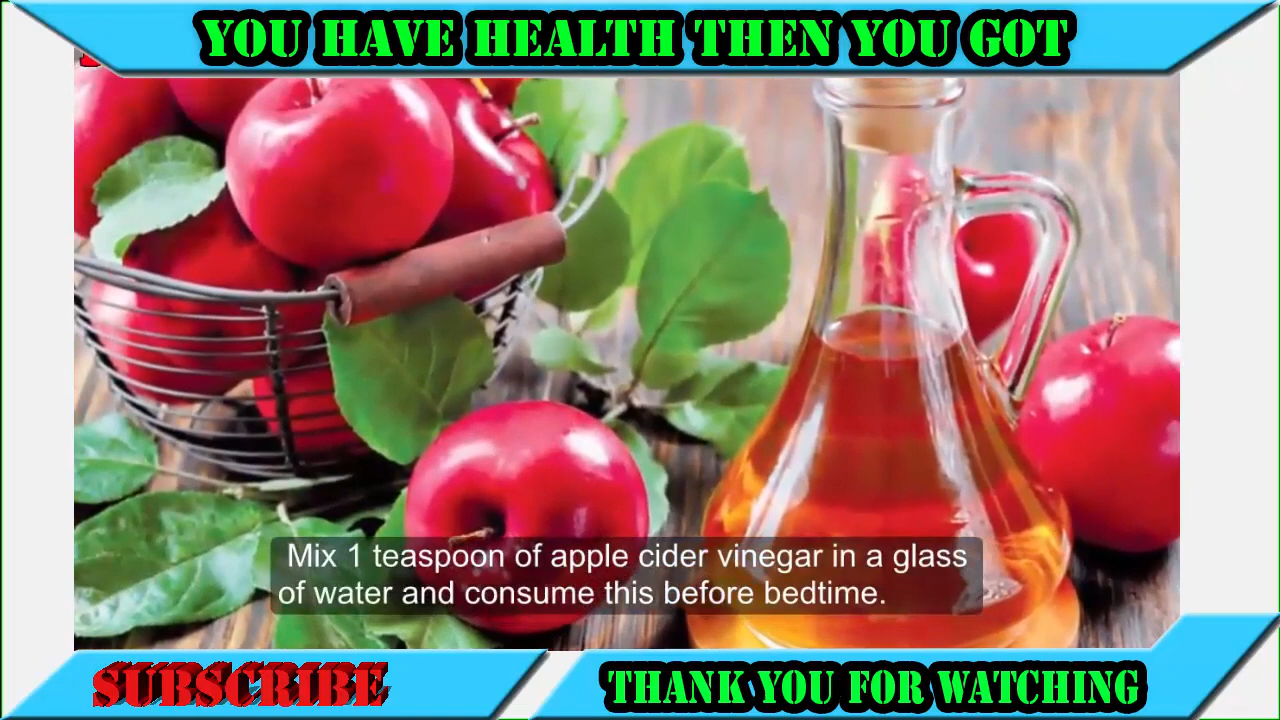 YOU HAVE HEALTH THEN YOU GOT
Mix 1 teaspoon of apple cider vinegar in a glass
of water and consume this before bedtime.
SUBSCRIBE
THANK YOU FOR WATCHING